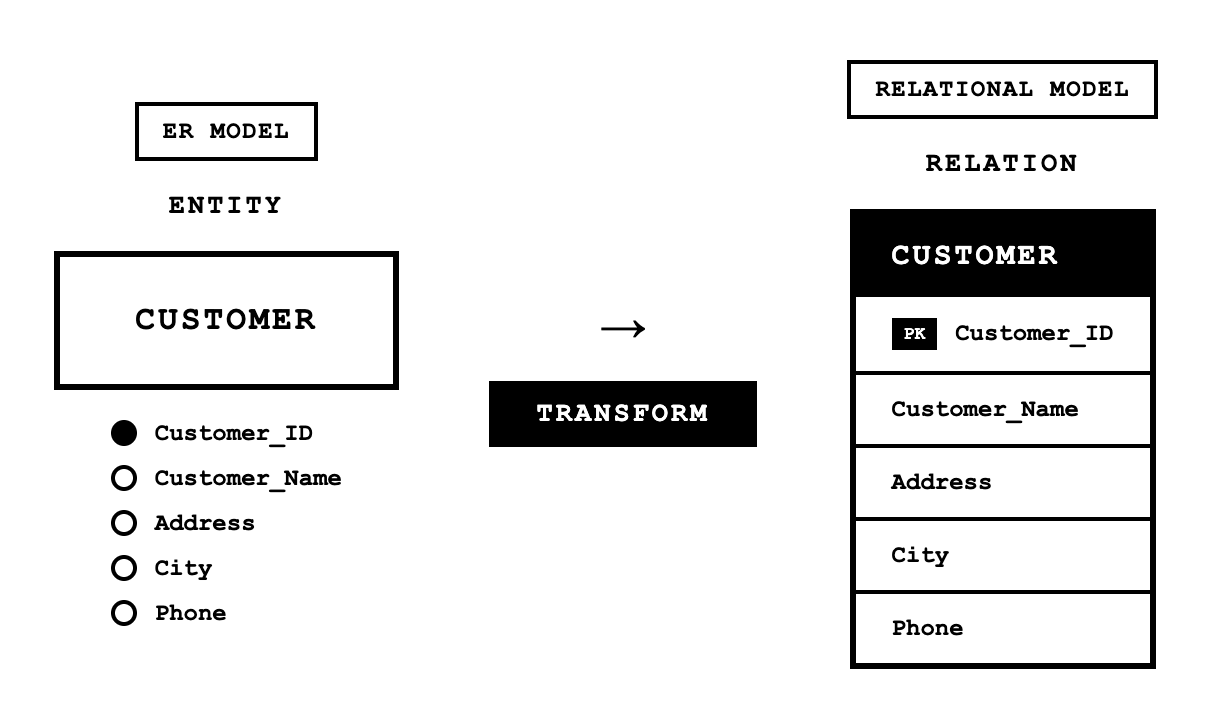 ER MODEL
ENTITY
CUSTOMER
Customer_ID
Customer_Name
Address
City
Phone
→
TRANSFORM
RELATIONAL MODEL
RELATION
CUSTOMER
PK Customer_ID
Customer_Name
Address
City
Phone